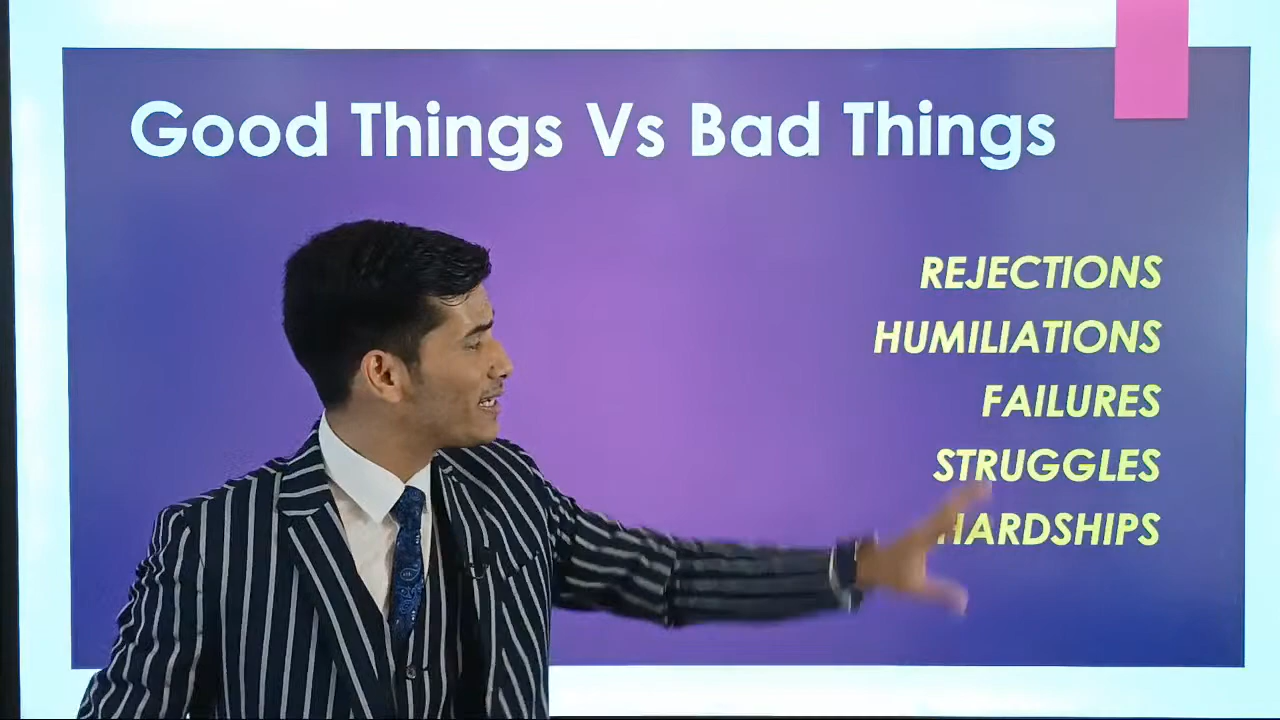 Good Things Vs Bad Things
REJECTIONS
HUMILIATIONS
FAILURES
STRUGGLES
HARDSHIPS